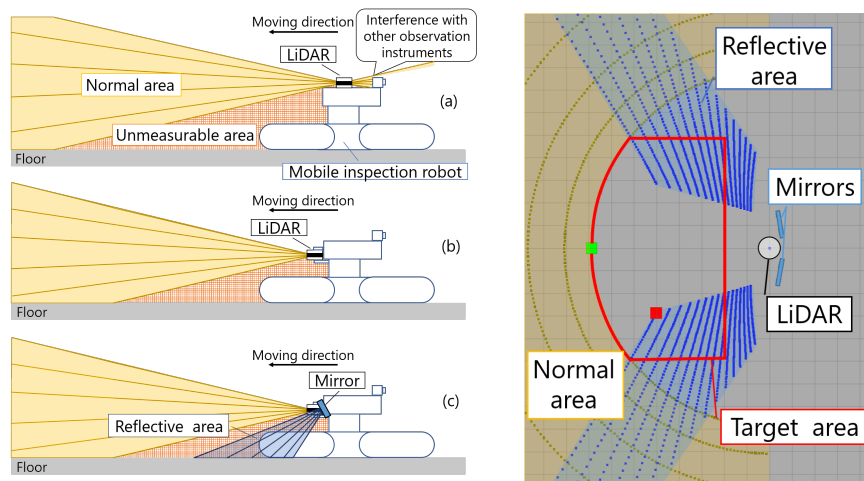 Moving direction
Interference with
other observation
instruments
LiDAR
Normal area
(a)
Unmeasurable area
Floor
Mobile inspection robot
Moving direction
LiDAR
(b)
Floor
Moving direction
Mirror
(c)
Reflective area
Floor
Reflective
area
Mirrors
LiDAR
Normal
area
Target area